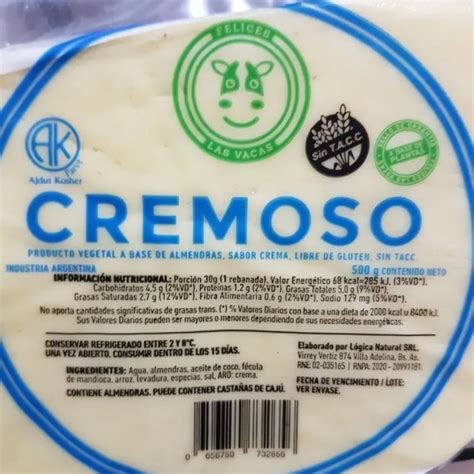 FELICES
LAS VACAS
AK
Parve
Ajdut Kosher
Sin T.A.C.C.
A BASE DE
PLANTAS
CREMOSO
PRODUCTO VEGETAL A BASE DE ALMENDRAS, SABOR CREMA, LIBRE DE GLUTEN, SIN TACC
INDUSTRIA ARGENTINA
500 g CONTENIDO NETO
INFORMACIÓN NUTRICIONAL: Porción 30g (1 rebanada). Valor Energético 68 kcal=285 kJ, (3%VD*).
Carbohidratos 4,5 g (2%VD*), Proteínas 1,2 g (2%VD*). Grasas Totales 5,0 g (9%VD*).
Grasas Saturadas 2,7 g (12%VD*), Fibra Alimentaria 0,6 g (2%VD*), Sodio 129 mg (5%VD*)
No aporta cantidades significativas de grasas trans. (*) % Valores Diarios con base a una dieta de 2000 kcal u 8400 kJ.
Sus Valores Diarios pueden ser mayores o menores dependiendo de sus necesidades energéticas.
CONSERVAR REFRIGERADO ENTRE 2 Y 8°C.
UNA VEZ ABIERTO, CONSUMIR DENTRO DE LOS 15 DÍAS.
Elaborado por Lógica Natural SRL.
Virrey Vertiz 874 Villa Adelina, Bs. As.
RNE: 02-035165 | RNPA: 2020-20991181.
Ingredientes: Agua, almendras, aceite de coco, fécula
de mandioca, arroz, levadura, especias, sal, ARO: crema.
CONTIENE ALMENDRAS. PUEDE CONTENER CASTAÑAS DE CAJÚ.
FECHA DE VENCIMIENTO / LOTE:
VER ENVASE.
0 656750 732656